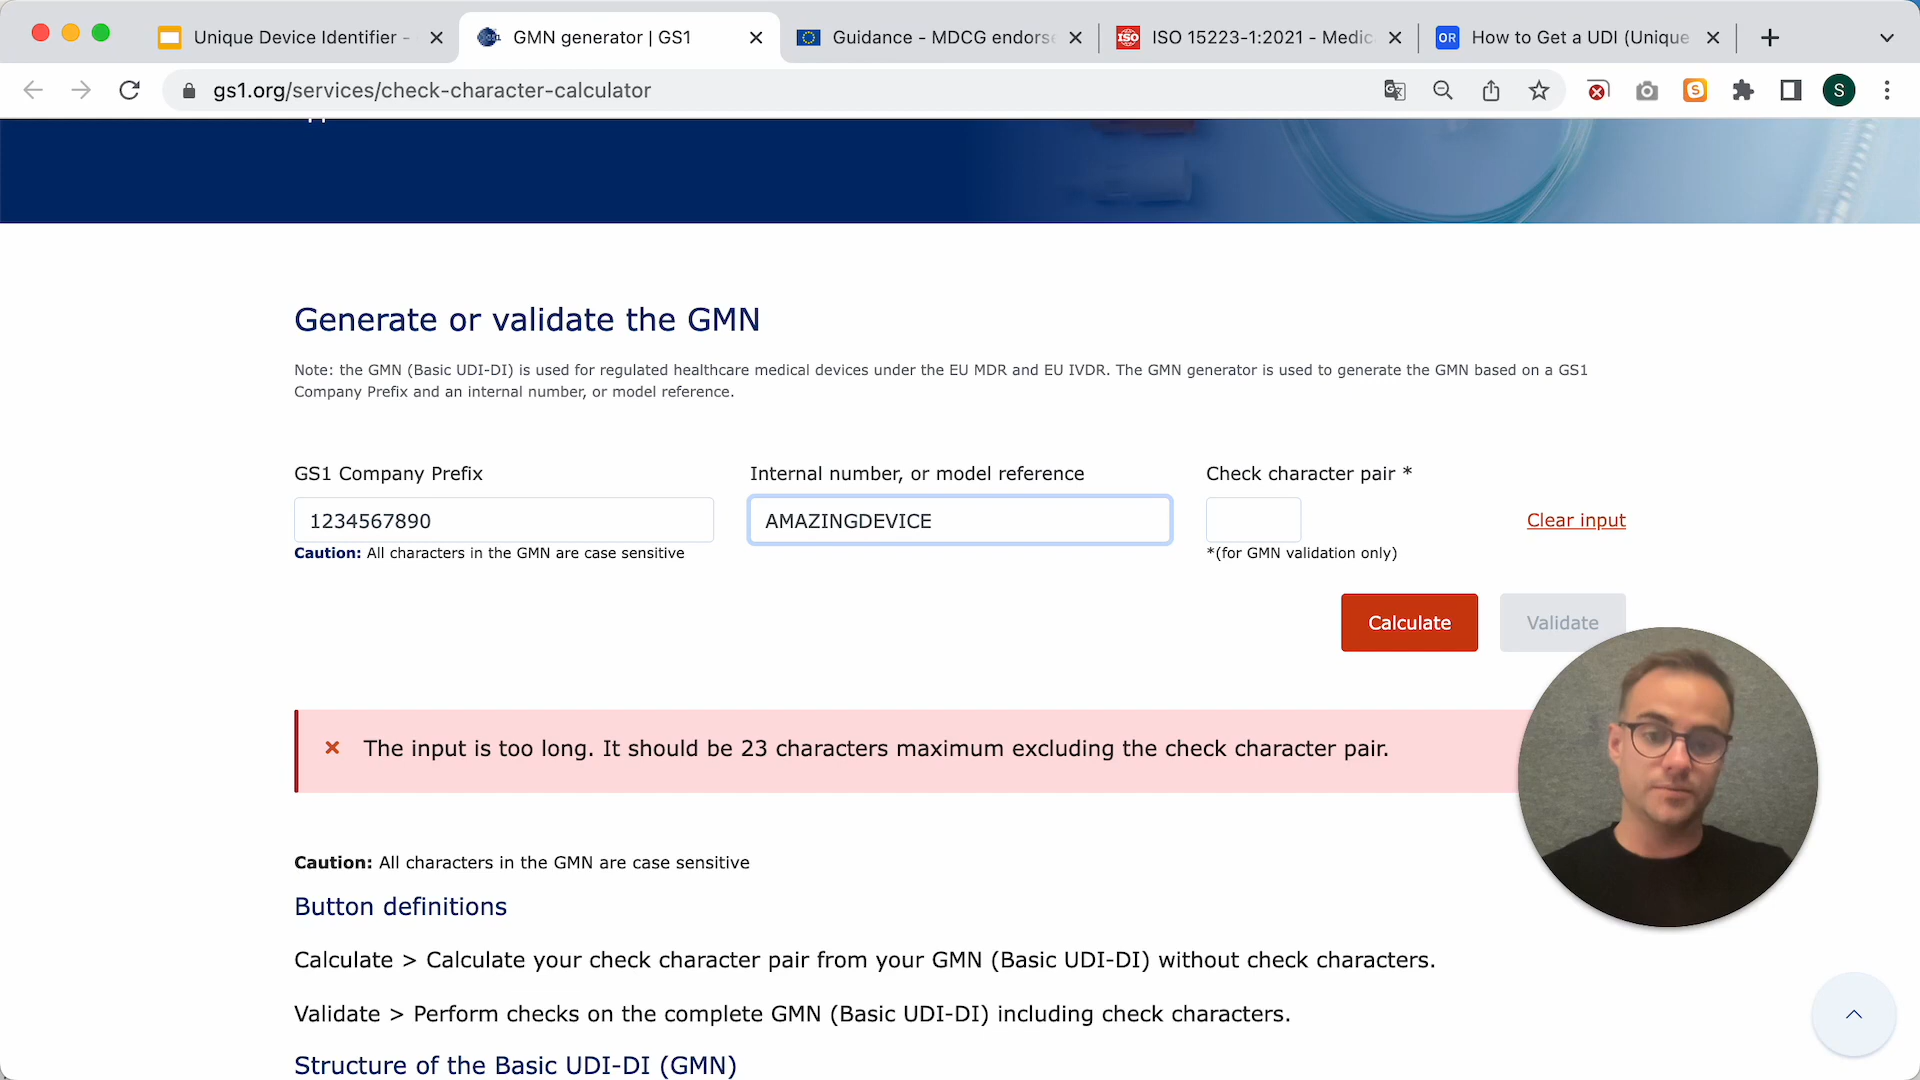 Unique Device Identifier -
GMN generator | GS1
Guidance - MDCG endorse
ISO 15223-1:2021 - Medic
OR
How to Get a UDI (Unique
gs1.org/services/check-character-calculator
S
S
Generate or validate the GMN
Note: the GMN (Basic UDI-DI) is used for regulated healthcare medical devices under the EU MDR and EU IVDR. The GMN generator is used to generate the GMN based on a GS1
Company Prefix and an internal number, or model reference.
GS1 Company Prefix
Internal number, or model reference
Check character pair *
1234567890
AMAZINGDEVICE
Clear input
Caution: All characters in the GMN are case sensitive
*(for GMN validation only)
Calculate
Validate
The input is too long. It should be 23 characters maximum excluding the check character pair.
Caution: All characters in the GMN are case sensitive
Button definitions
Calculate > Calculate your check character pair from your GMN (Basic UDI-DI) without check characters.
Validate > Perform checks on the complete GMN (Basic UDI-DI) including check characters.
Structure of the Basic UDI-DI (GMN)